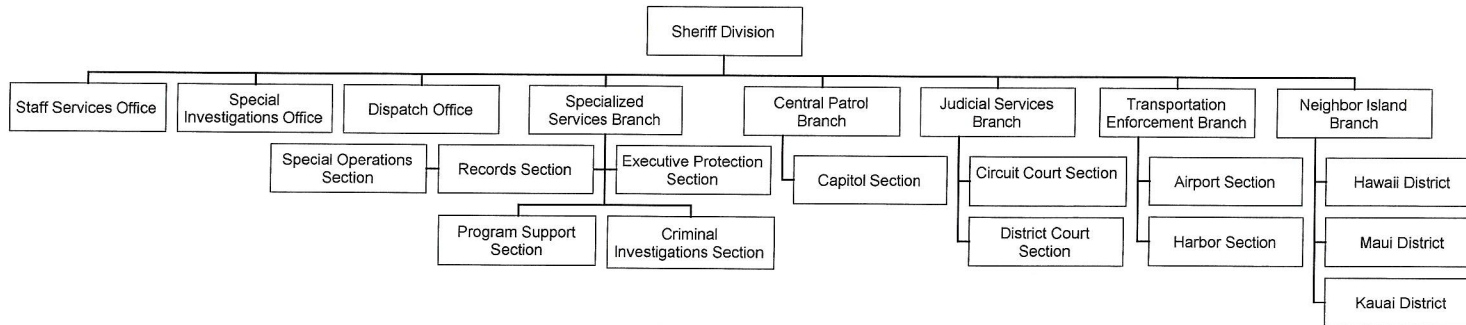 Sheriff Division
Staff Services Office
Special
Investigations Office
Dispatch Office
Specialized
Services Branch
Central Patrol
Branch
Judicial Services
Branch
Transportation
Enforcement Branch
Neighbor Island
Branch
Special Operations
Section
Records Section
Executive Protection
Section
Program Support
Section
Criminal
Investigations Section
Capitol Section
Circuit Court Section
District Court
Section
Airport Section
Harbor Section
Hawaii District
Maui District
Kauai District